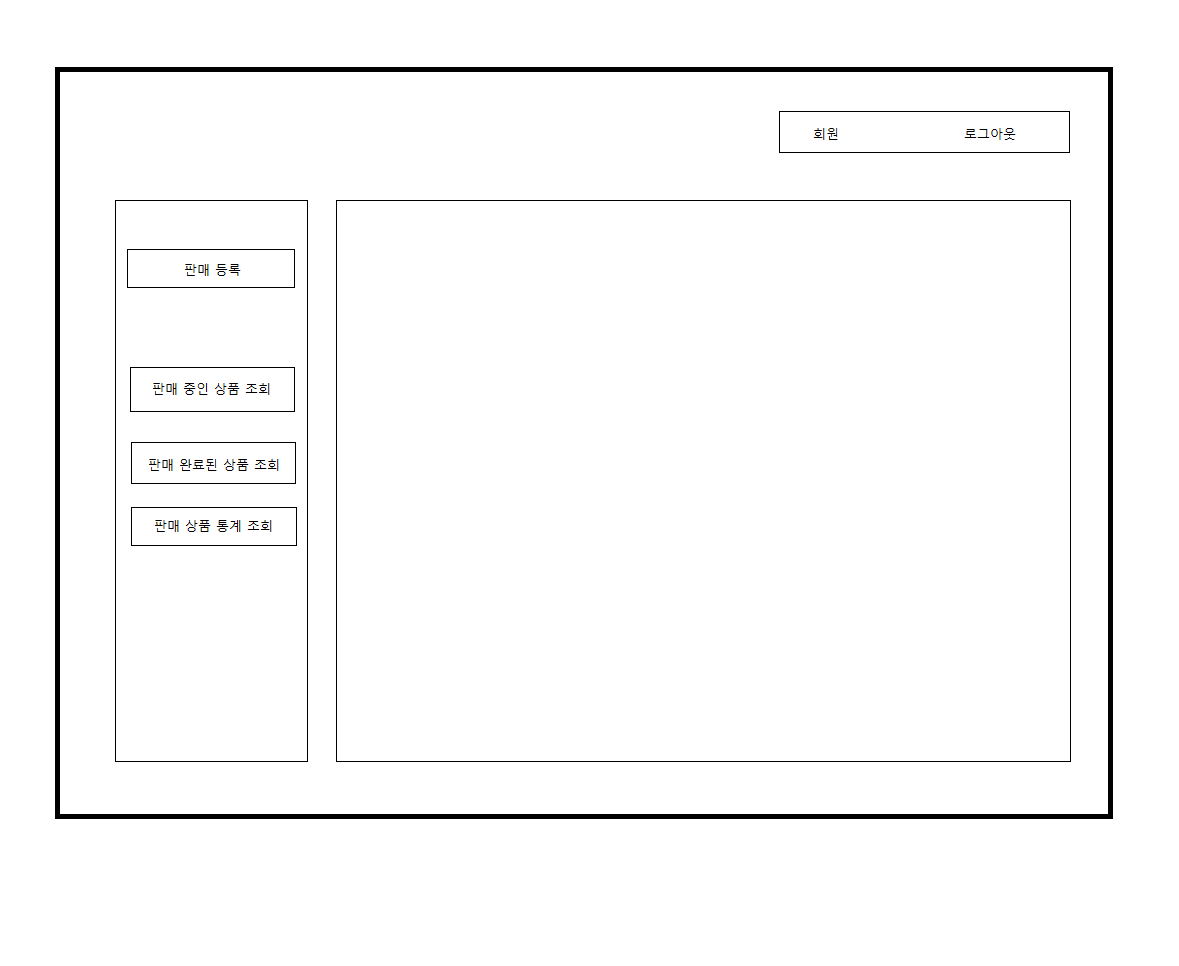 회원 로그아웃
판매 등록
판매 중인 상품 조회
판매 완료된 상품 조회
판매 상품 통계 조회